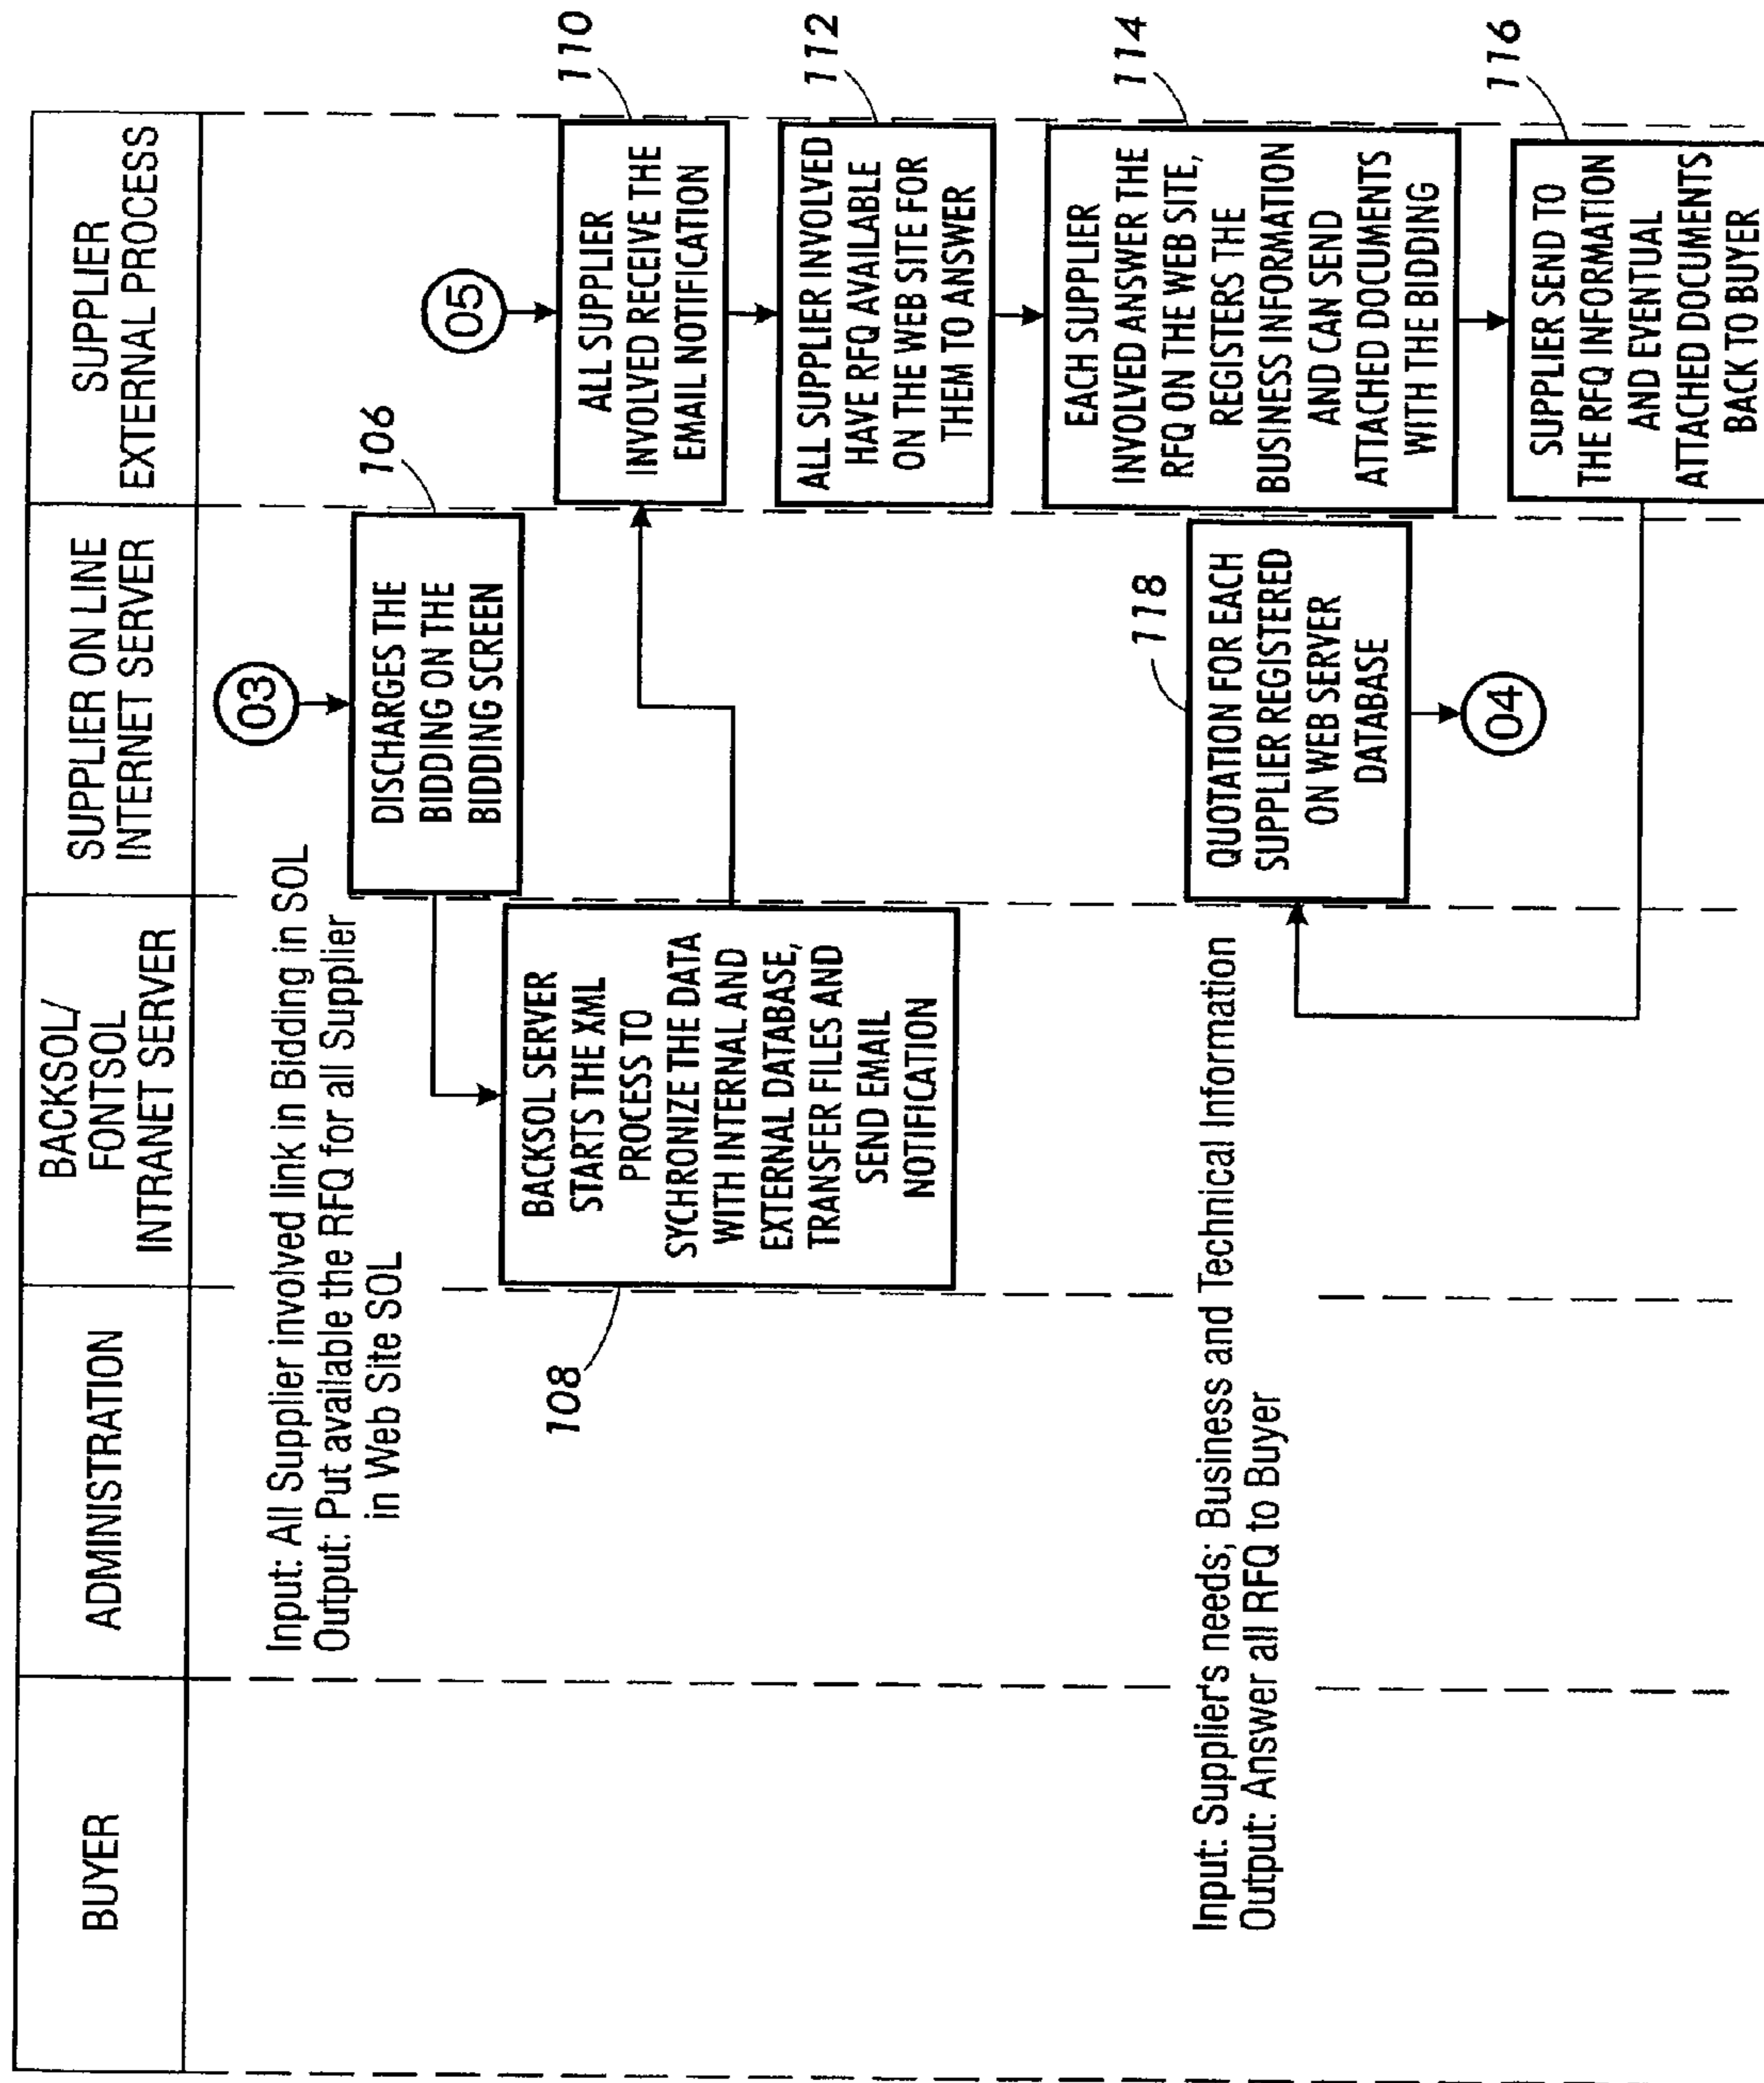 BUYER
ADMINISTRATION
BACKSOL/
FONTSOL
INTRANET SERVER
SUPPLIER ON LINE
INTERNET SERVER
SUPPLIER
EXTERNAL PROCESS
Input: All Supplier involved link in Bidding in SOL
Output: Put available the RFQ for all Supplier
in Web Site SOL
03
106
DISCHARGES THE
BIDDING ON THE
BIDDING SCREEN
108
BACKSOL SERVER
STARTS THE XML
PROCESS TO
SYCHRONIZE THE DATA
WITH INTERNAL AND
EXTERNAL DATABASE,
TRANSFER FILES AND
SEND EMAIL
NOTIFICATION
05
110
ALL SUPPLIER
INVOLVED RECEIVE THE
EMAIL NOTIFICATION
112
ALL SUPPLIER INVOLVED
HAVE RFQ AVAILABLE
ON THE WEB SITE FOR
THEM TO ANSWER
114
EACH SUPPLIER
INVOLVED ANSWER THE
RFQ ON THE WEB SITE,
REGISTERS THE
BUSINESS INFORMATION
AND CAN SEND
ATTACHED DOCUMENTS
WITH THE BIDDING
Input: Supplier's needs; Business and Technical Information
Output: Answer all RFQ to Buyer
118
QUOTATION FOR EACH
SUPPLIER REGISTERED
ON WEB SERVER
DATABASE
04
116
SUPPLIER SEND TO
THE RFQ INFORMATION
AND EVENTUAL
ATTACHED DOCUMENTS
BACK TO BUYER